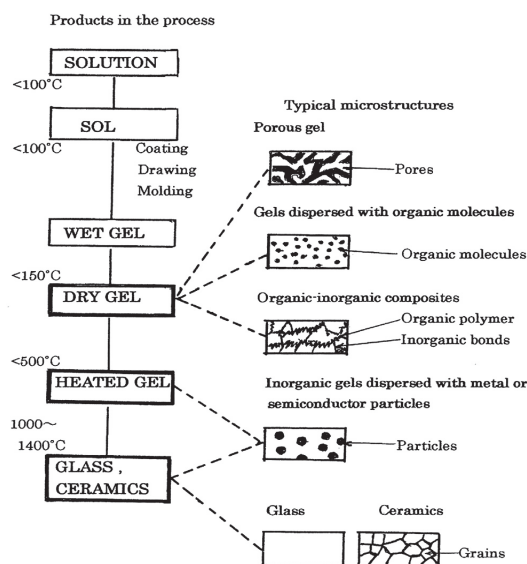 Products in the process
SOLUTION
<100°C
SOL
<100°C
Coating
Drawing
Molding
WET GEL
<150°C
DRY GEL
<500°C
HEATED GEL
1000~
1400°C
GLASS ,
CERAMICS
Typical microstructures
Porous gel
Pores
Gels dispersed with organic molecules
Organic molecules
Organic-inorganic composites
Organic polymer
Inorganic bonds
Inorganic gels dispersed with metal or
semiconductor particles
Particles
Glass
Ceramics
Grains